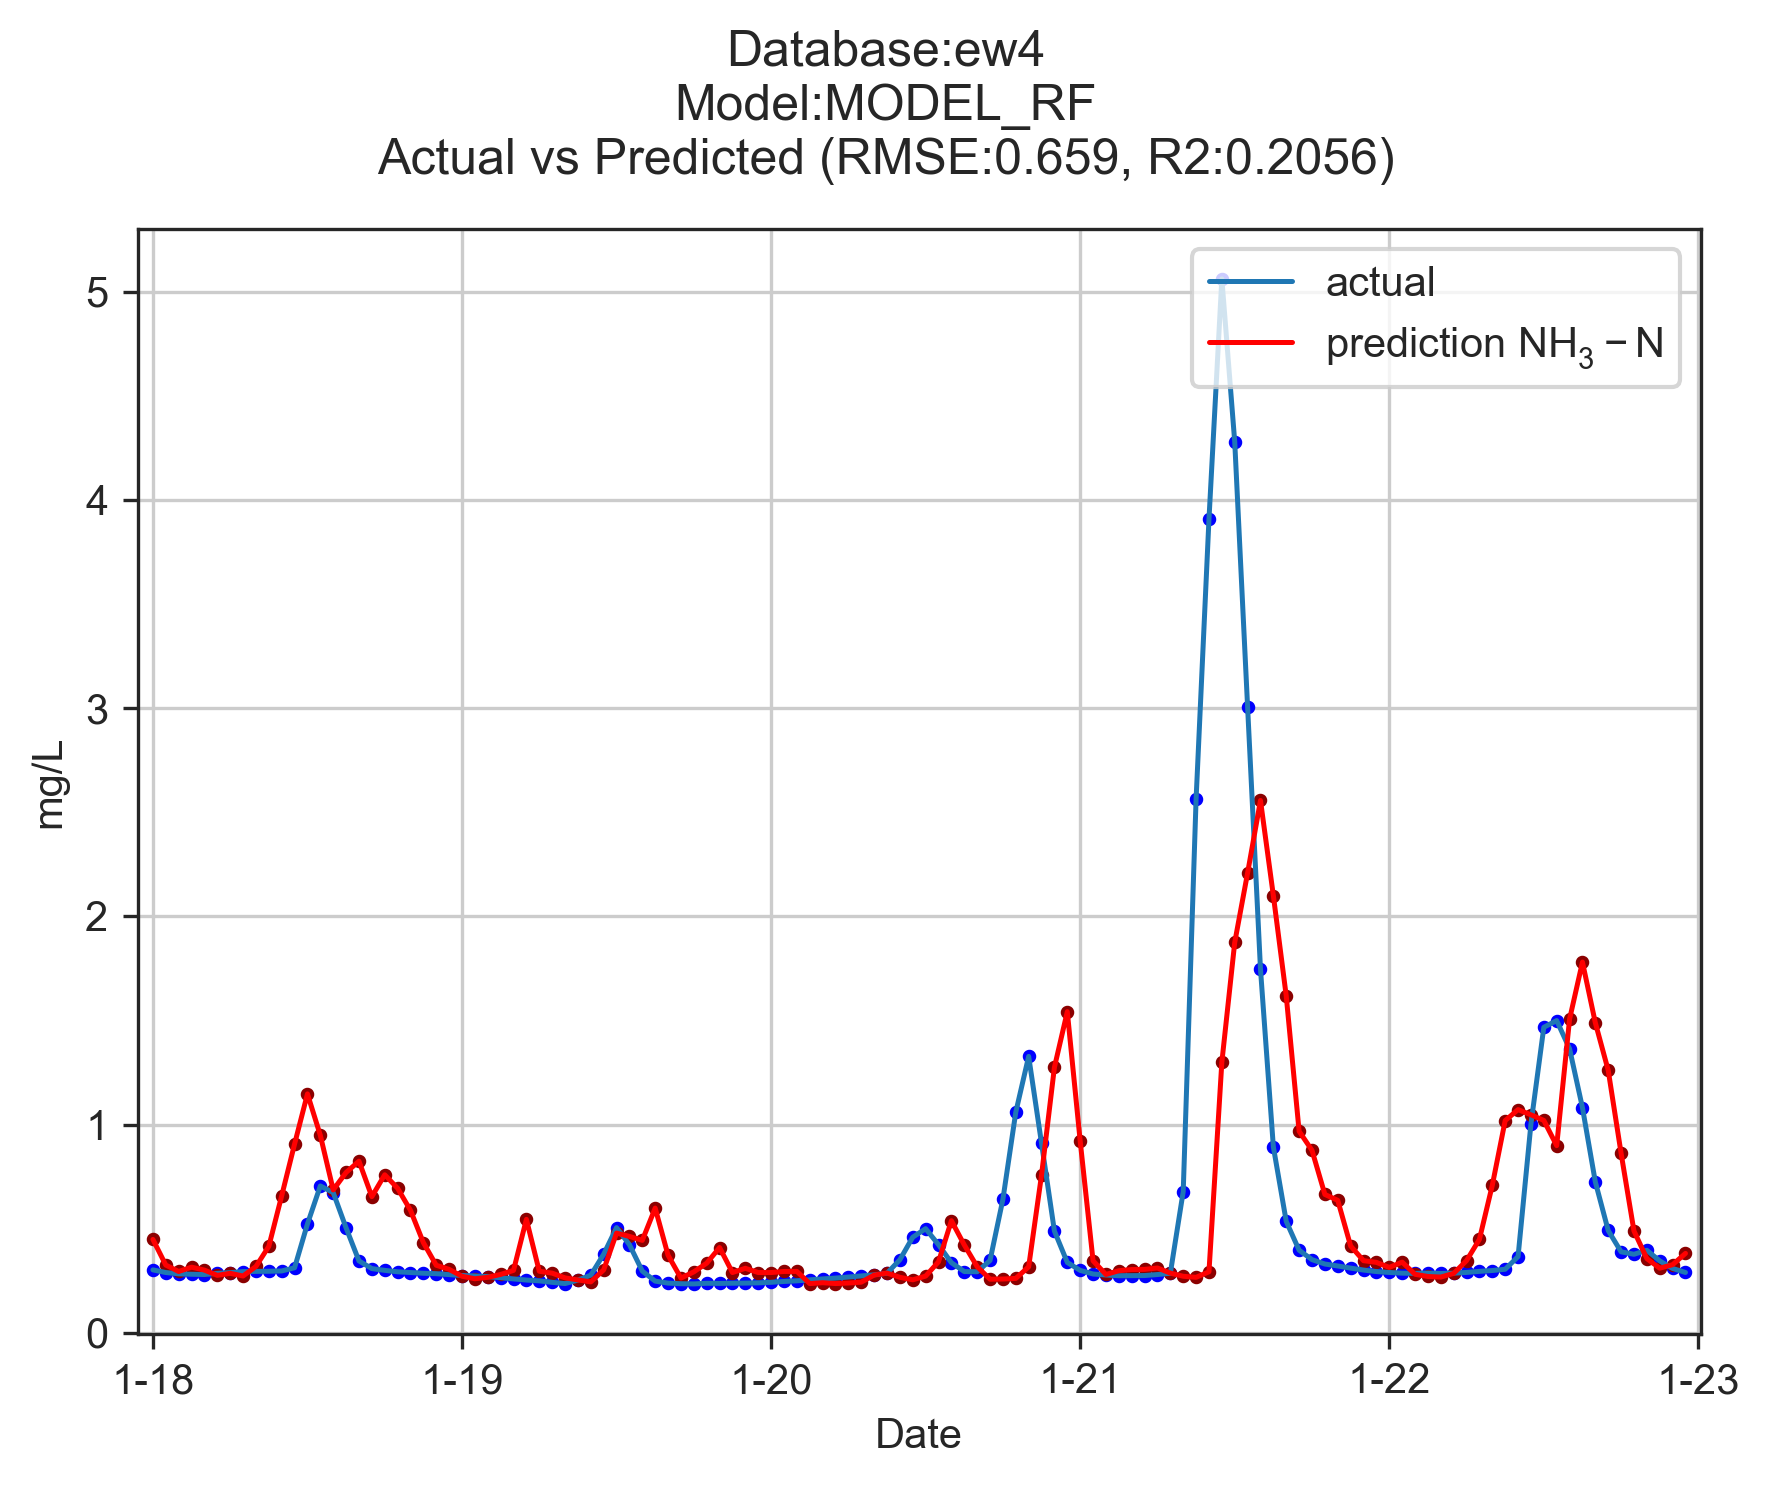 Database:ew4
Model:MODEL_RF
Actual vs Predicted (RMSE:0.659, R2:0.2056)
actual
prediction NH₃ − N
5
4
3
2
1
0
mg/L
1-18 1-19 1-20 1-21 1-22 1-23
Date